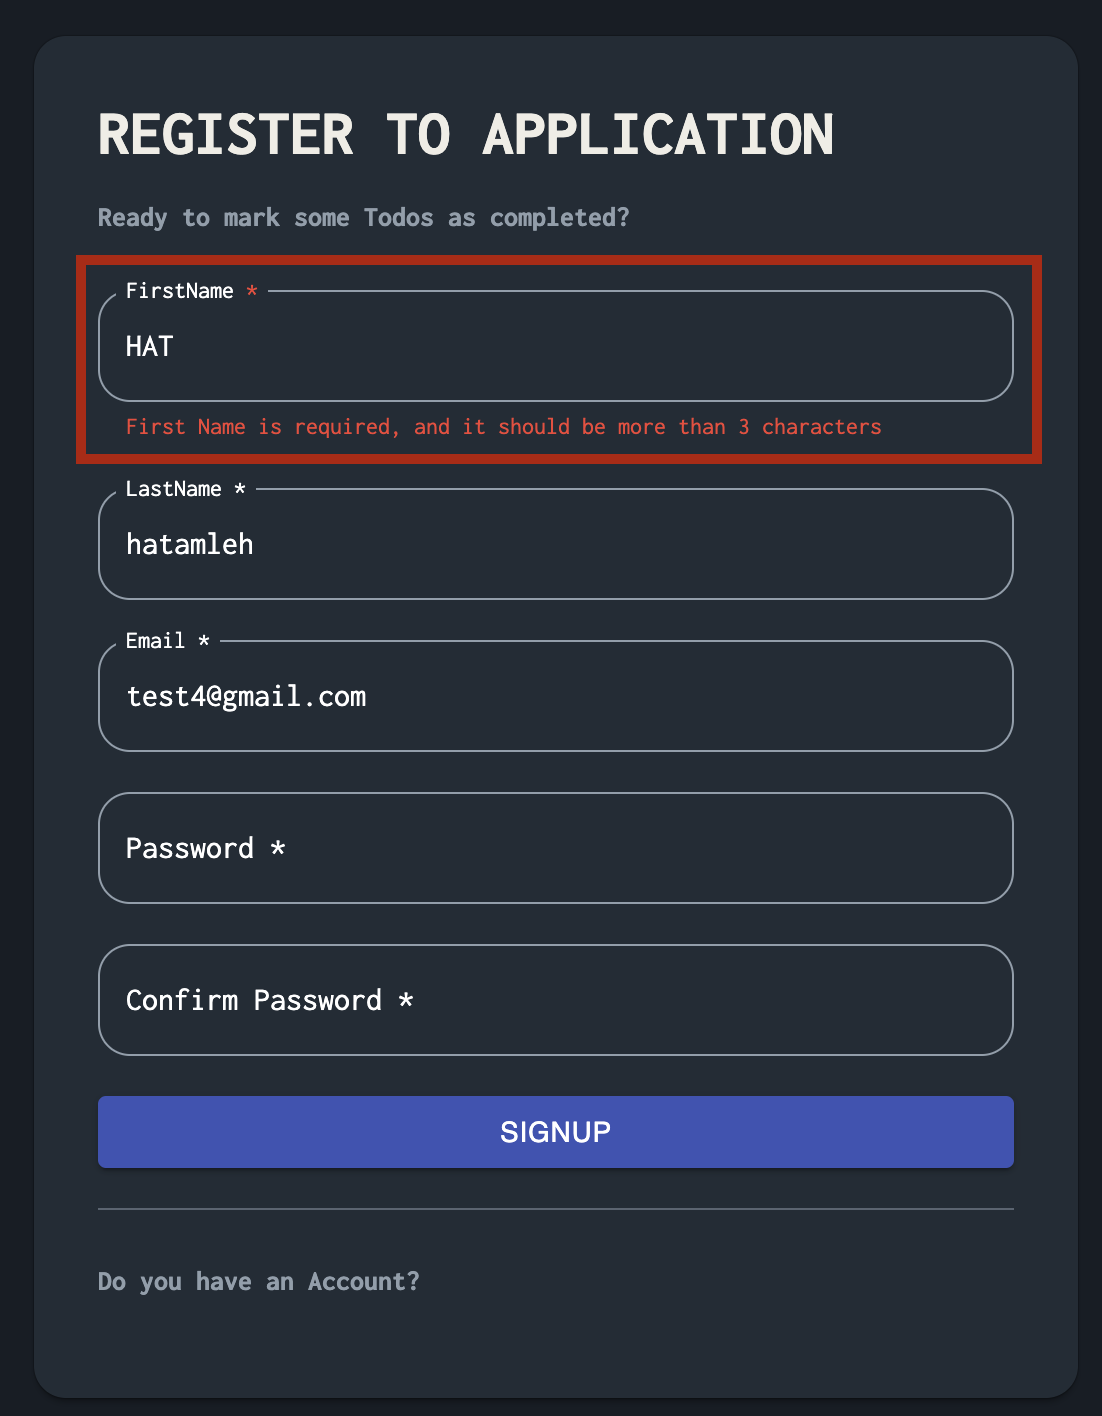 REGISTER TO APPLICATION
Ready to mark some Todos as completed?
FirstName *
HAT
First Name is required, and it should be more than 3 characters
LastName *
hatamleh
Email *
test4@gmail.com
Password *
Confirm Password *
SIGNUP
Do you have an Account?